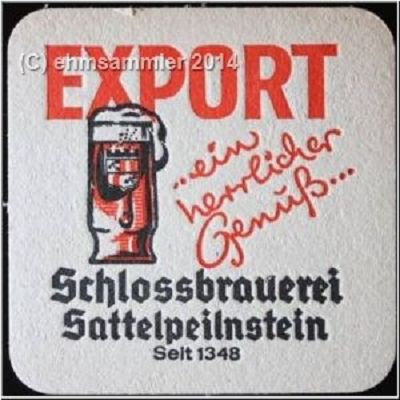 (C) ehmsammler 2014
EXPORT
...ein
herrlicher
Genuß...
Schlossbrauerei
Sattelpeilnstein
Seit 1348